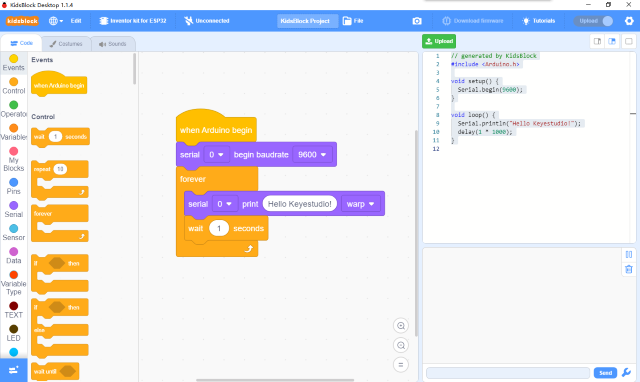 KidsBlock Desktop 1.1.4
kidsblock
Edit
Inventor kit for ESP32
Unconnected
KidsBlock Project
File
Download firmware
Tutorials
Upload
Code
Costumes
Sounds
Upload
Events
Control
Operator
Variables
My
Blocks
Pins
Serial
Sensor
Data
Variable
Type
TEXT
LED
Events
when Arduino begin
Control
wait 1 seconds
repeat 10
forever
if then
if then
else
wait until
when Arduino begin
serial 0 begin baudrate 9600
forever
serial 0 print Hello Keyestudio! warp
wait 1 seconds
1 // generated by KidsBlock
2 #include <Arduino.h>
3
4 void setup() {
5 Serial.begin(9600);
6 }
7
8 void loop() {
9 Serial.println("Hello Keyestudio!");
10 delay(1 * 1000);
11 }
12
Send